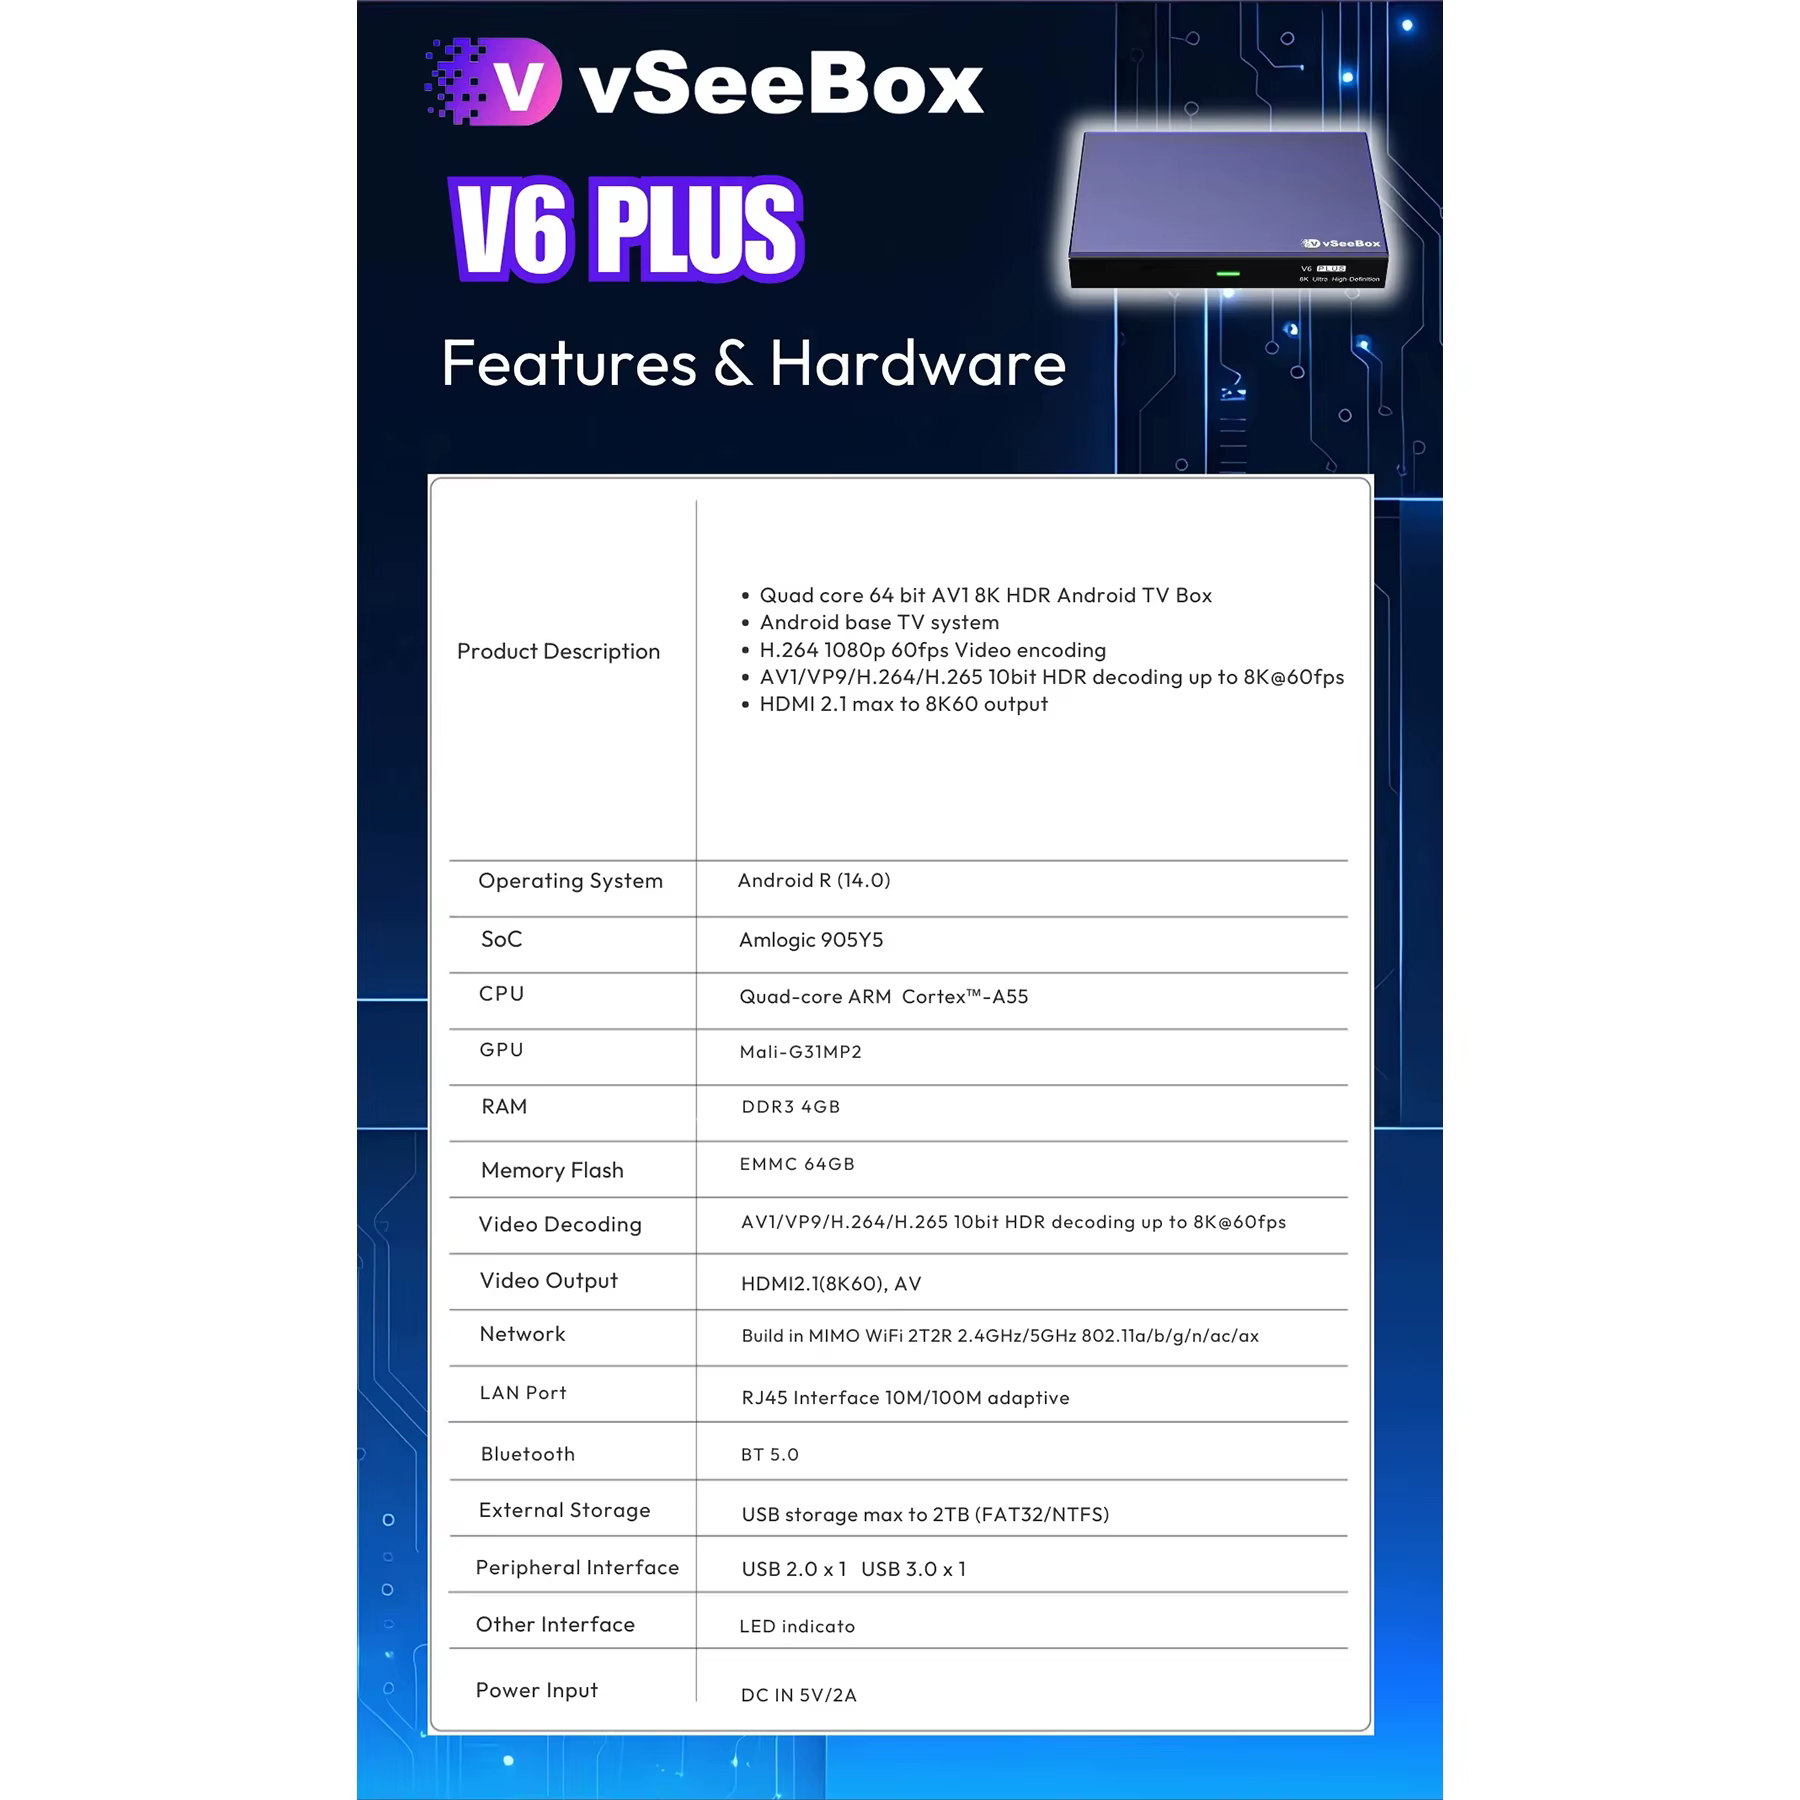 v vSeeBox
V6 PLUS
v vSeeBox
V6 PLUS
8K Ultra High-Definition
Features & Hardware
Product Description
• Quad core 64 bit AV1 8K HDR Android TV Box
• Android base TV system
• H.264 1080p 60fps Video encoding
• AV1/VP9/H.264/H.265 10bit HDR decoding up to 8K@60fps
• HDMI 2.1 max to 8K60 output
Operating System Android R (14.0)
SoC Amlogic 905Y5
CPU Quad-core ARM Cortex™-A55
GPU Mali-G31MP2
RAM DDR3 4GB
Memory Flash EMMC 64GB
Video Decoding AV1/VP9/H.264/H.265 10bit HDR decoding up to 8K@60fps
Video Output HDMI2.1(8K60), AV
Network Build in MIMO WiFi 2T2R 2.4GHz/5GHz 802.11a/b/g/n/ac/ax
LAN Port RJ45 Interface 10M/100M adaptive
Bluetooth BT 5.0
External Storage USB storage max to 2TB (FAT32/NTFS)
Peripheral Interface USB 2.0 x 1 USB 3.0 x 1
Other Interface LED indicato
Power Input DC IN 5V/2A